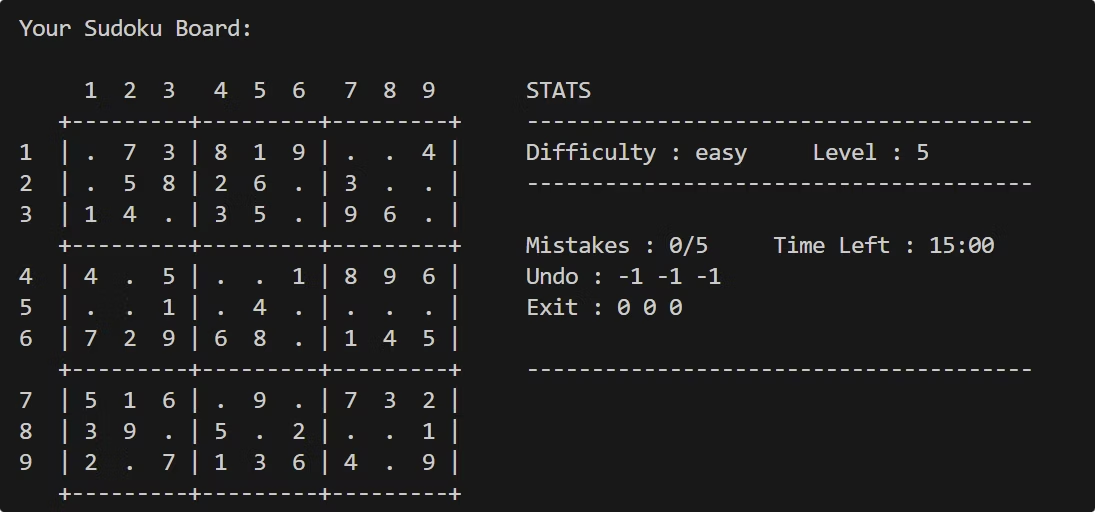 Your Sudoku Board:
     1  2  3   4  5  6   7  8  9       STATS
   +---------+---------+---------+     ---------------------------------------
1  | .  7  3 | 8  1  9 | .  .  4 |     Difficulty : easy     Level : 5
2  | .  5  8 | 2  6  . | 3  .  . |     ---------------------------------------
3  | 1  4  . | 3  5  . | 9  6  . |
   +---------+---------+---------+     Mistakes : 0/5     Time Left : 15:00
4  | 4  .  5 | .  .  1 | 8  9  6 |     Undo : -1 -1 -1
5  | .  .  1 | .  4  . | .  .  . |     Exit : 0 0 0
6  | 7  2  9 | 6  8  . | 1  4  5 |
   +---------+---------+---------+     ---------------------------------------
7  | 5  1  6 | .  9  . | 7  3  2 |
8  | 3  9  . | 5  .  2 | .  .  1 |
9  | 2  .  7 | 1  3  6 | 4  .  9 |
   +---------+---------+---------+